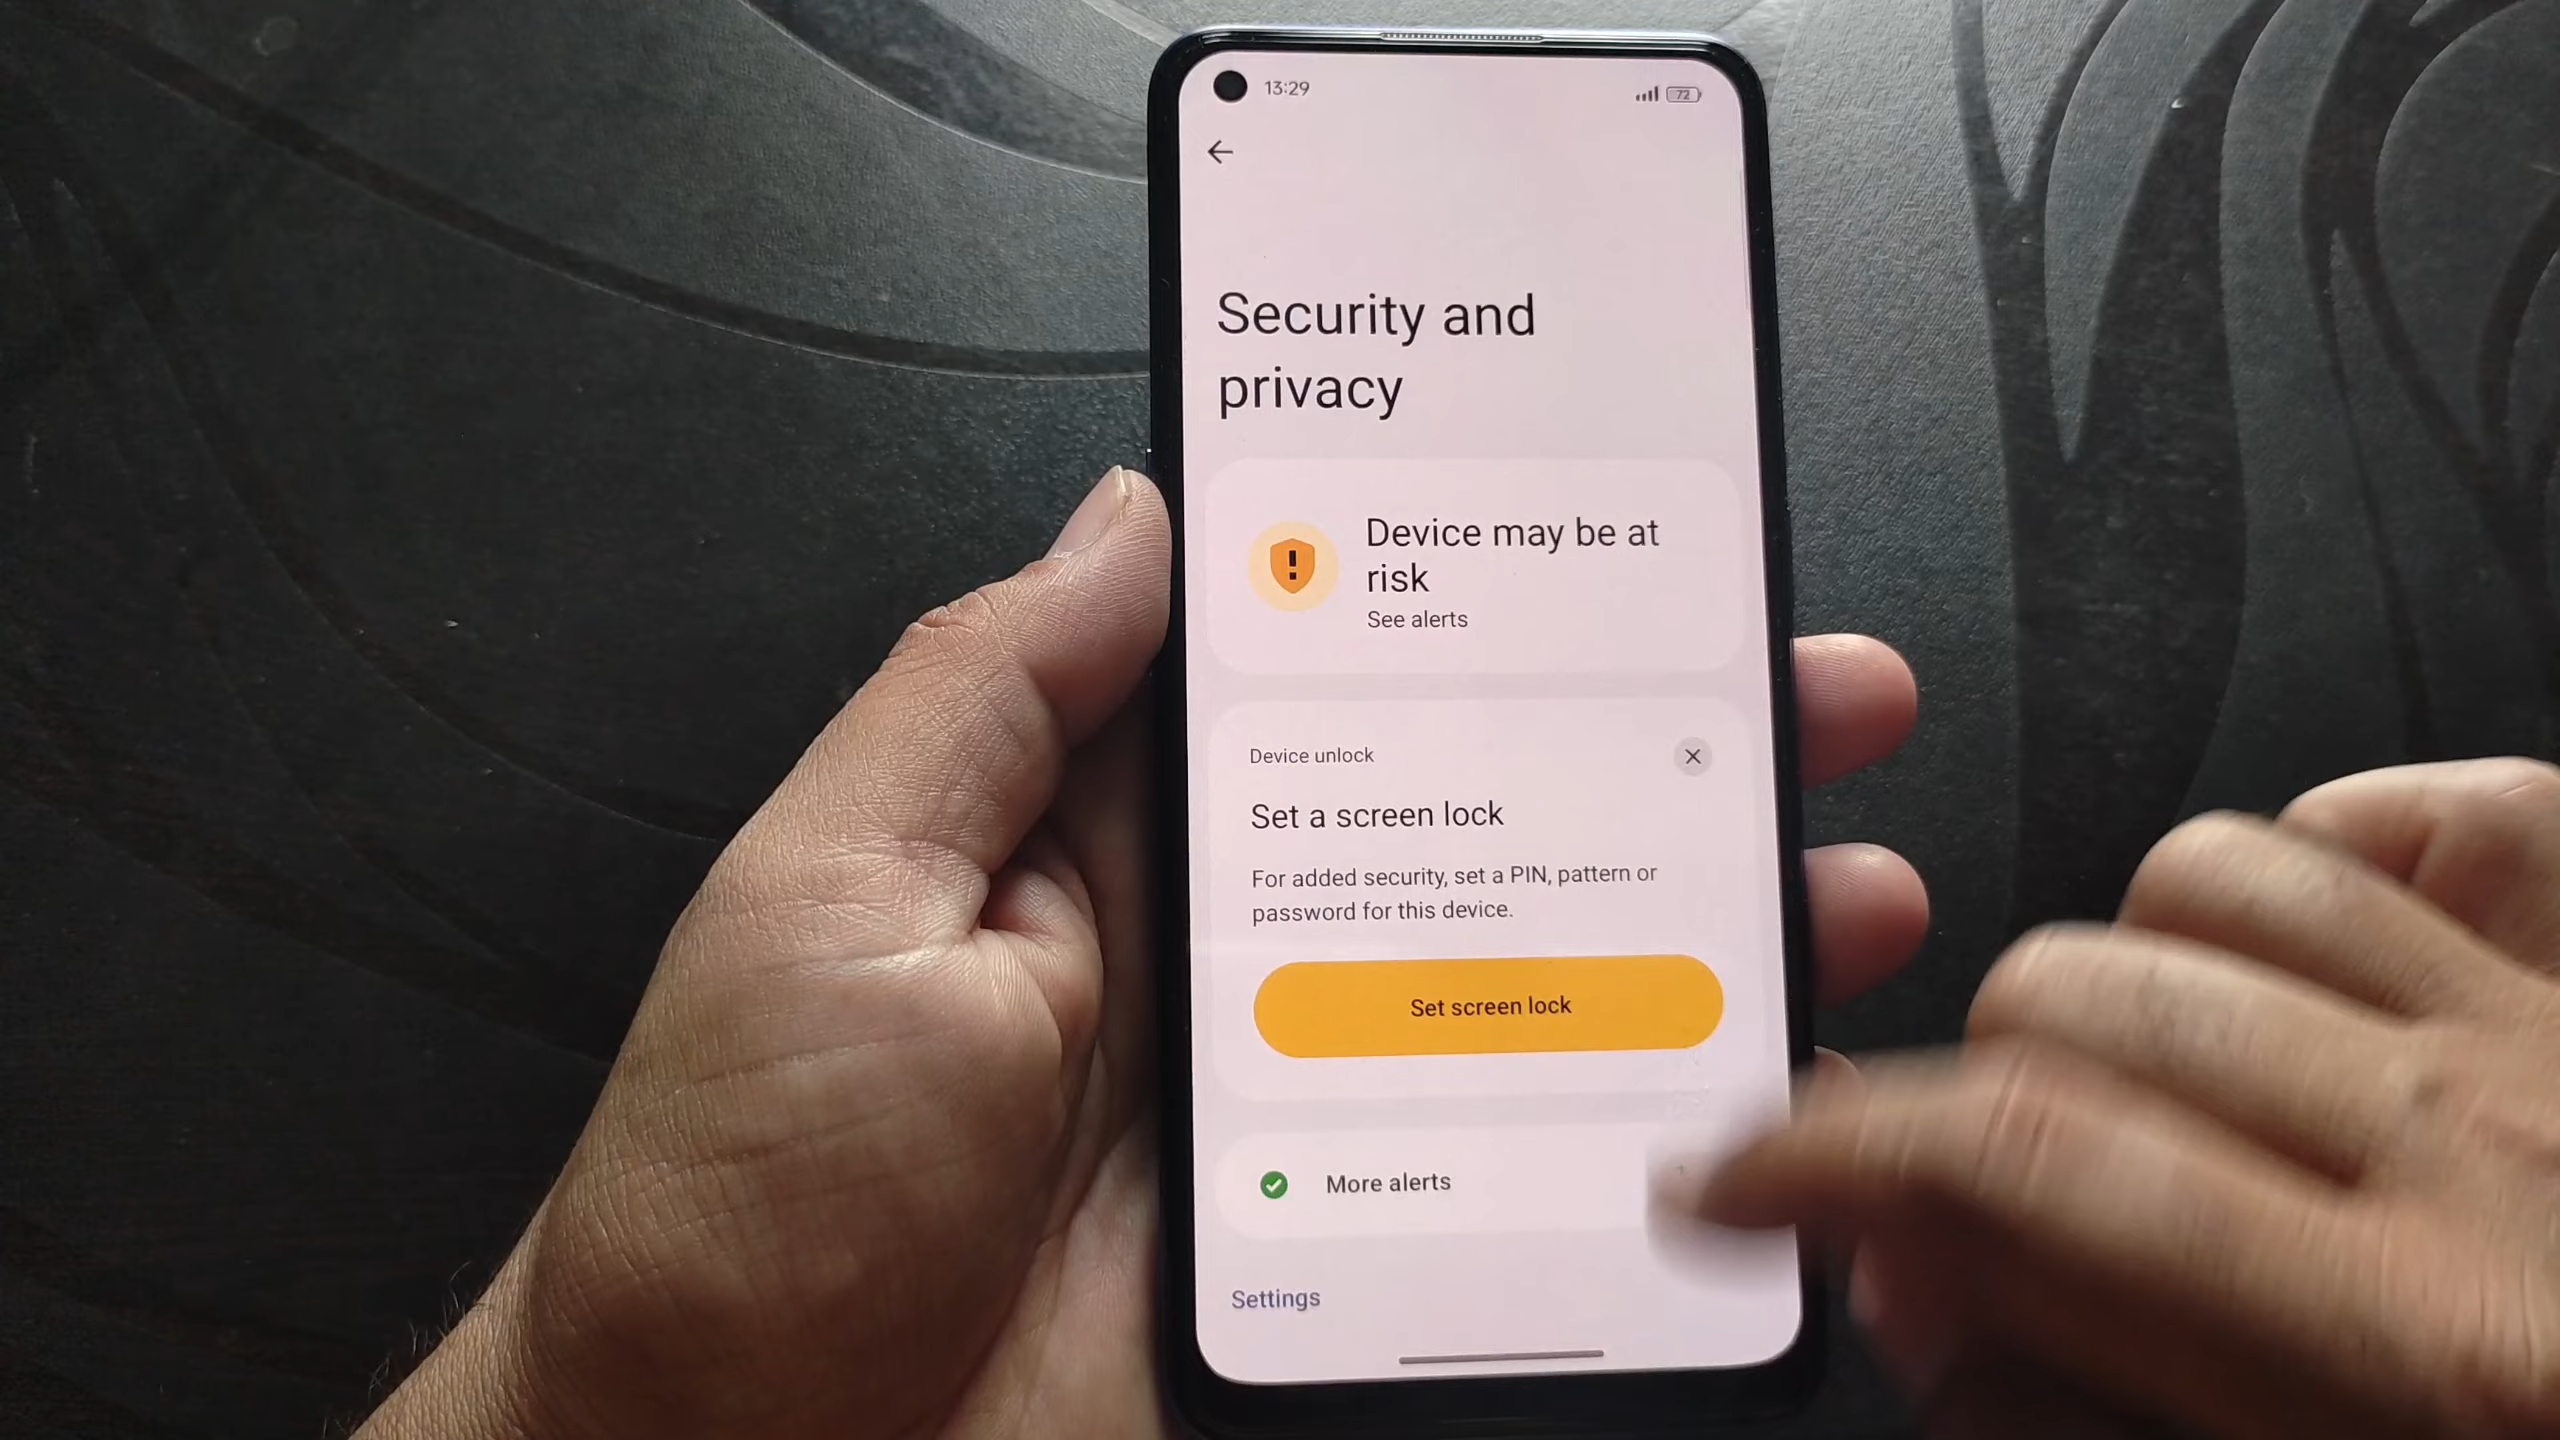 13:29
72
Security and
privacy
Device may be at
risk
See alerts
Device unlock
Set a screen lock
For added security, set a PIN, pattern or
password for this device.
Set screen lock
More alerts
Settings